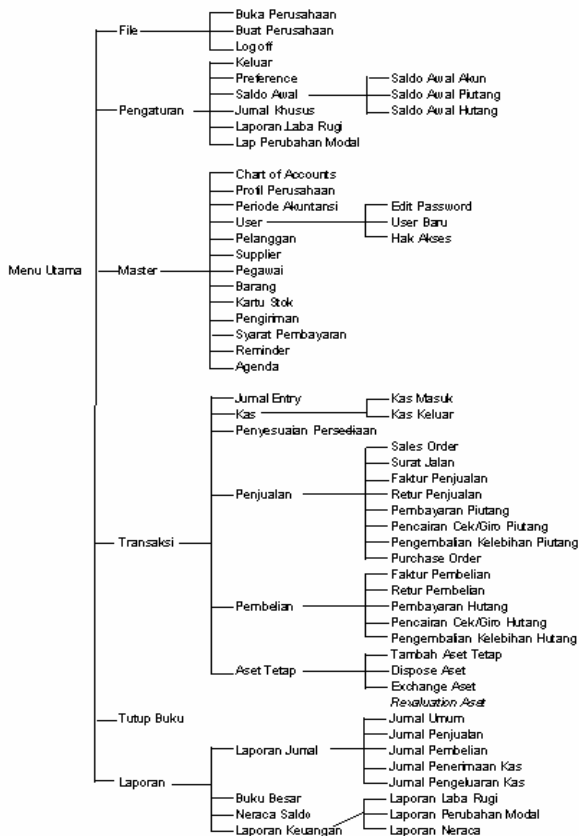 Buka Perusahaan
File Buat Perusahaan
Log off
Keluar
Preference Saldo Awal Akun
Saldo Awal Saldo Awal Piutang
Pengaturan Jurnal Khusus Saldo Awal Hutang
Laporan Laba Rugi
Lap Perubahan Modal
Chart of Accounts
Profil Perusahaan
Periode Akuntansi Edit Password
User User Baru
Pelanggan Hak Akses
Supplier
Menu Utama Master Pegawai
Barang
Kartu Stok
Pengiriman
Syarat Pembayaran
Reminder
Agenda
Jurnal Entry Kas Masuk
Kas Kas Keluar
Penyesuaian Persediaan
Sales Order
Surat Jalan
Faktur Penjualan
Penjualan Retur Penjualan
Pembayaran Piutang
Pencairan Cek/Giro Piutang
Transaksi Pengembalian Kelebihan Piutang
Purchase Order
Faktur Pembelian
Retur Pembelian
Pembelian Pembayaran Hutang
Pencairan Cek/Giro Hutang
Pengembalian Kelebihan Hutang
Tambah Aset Tetap
Aset Tetap Dispose Aset
Exchange Aset
Revaluation Aset
Tutup Buku Jurnal Umum
Jurnal Penjualan
Laporan Jurnal Jurnal Pembelian
Jurnal Penerimaan Kas
Laporan Jurnal Pengeluaran Kas
Buku Besar Laporan Laba Rugi
Neraca Saldo Laporan Perubahan Modal
Laporan Keuangan Laporan Neraca